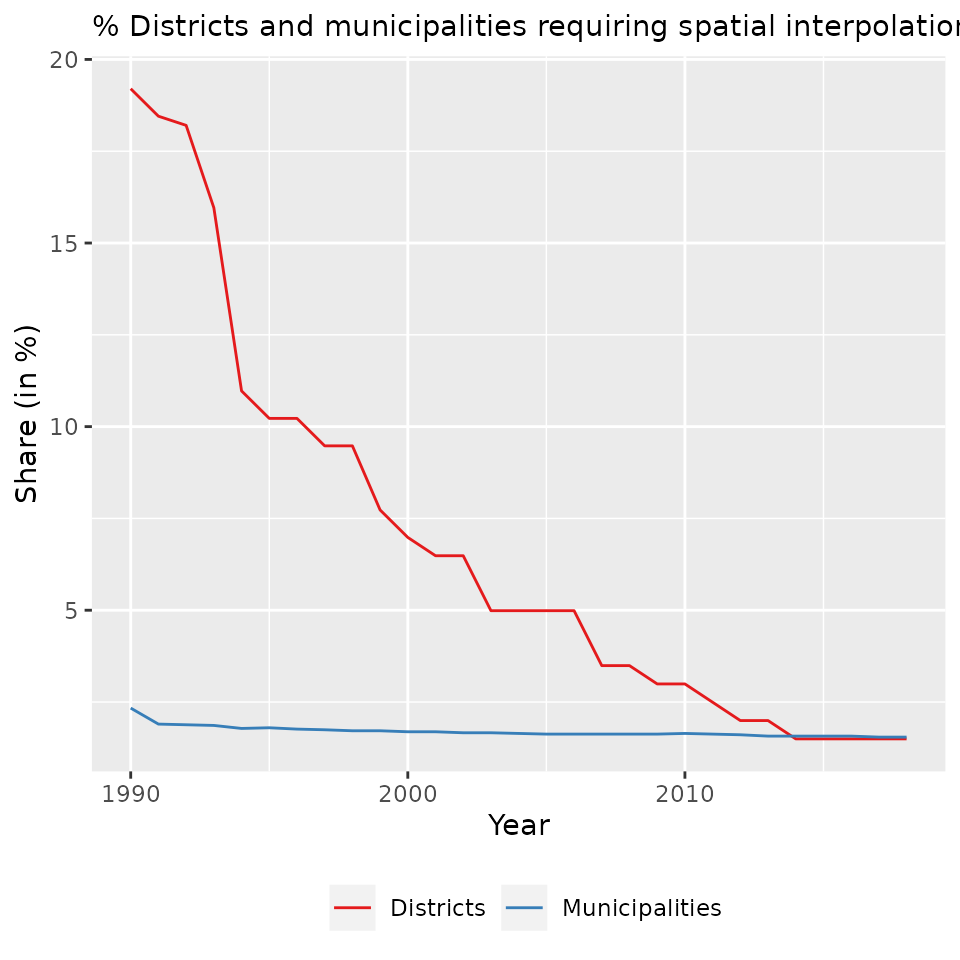 % Districts and municipalities requiring spatial interpolation
20
15
10
5
Share (in %)
1990 2000 2010
Year
Districts Municipalities